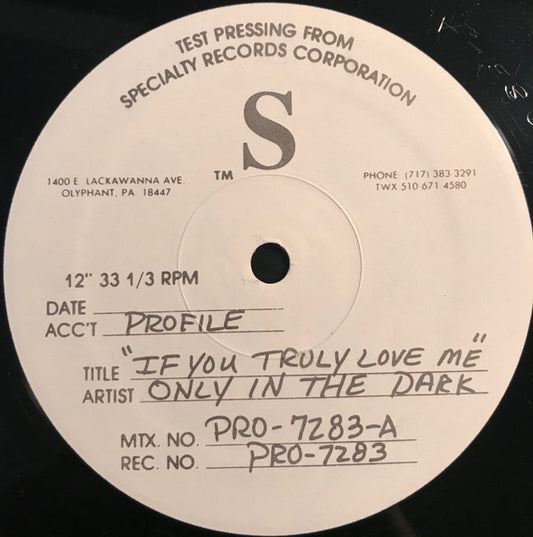 TEST PRESSING FROM
SPECIALTY RECORDS CORPORATION
S
TM
1400 E. LACKAWANNA AVE.
OLYPHANT, PA. 18447
PHONE: (717) 383-3291
TWX 510 671 4580
12" 33 1/3 RPM
DATE
ACC'T PROFILE
TITLE "IF YOU TRULY LOVE ME"
ARTIST ONLY IN THE DARK
MTX. NO. PRO-7283-A
REC. NO. PRO-7283